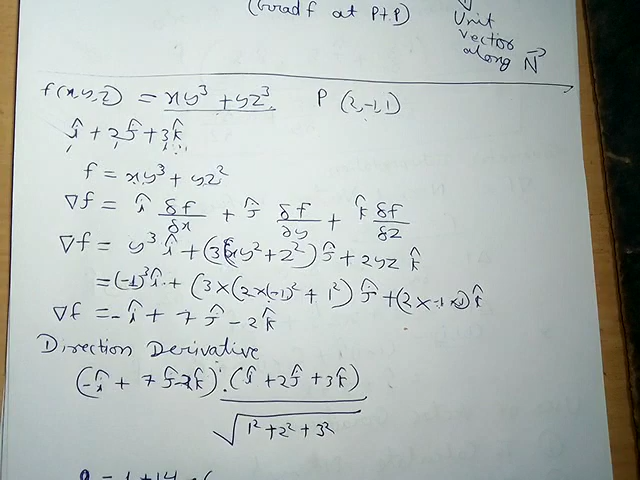 (Grad f at pt P)
Unit
vector
along N⃗
f(x,y,z) = xy³ + yz³ P (2,-1,1)
î + 2ĵ + 3k̂
f = xy³ + yz²
∇f = î δf/δx + ĵ δf/∂y + k̂ δf/δz
∇f = y³ î + (3xy² + z²) ĵ + 2yz k̂
= (-1)³ î + (3×(2×(-1)² + 1²) ĵ + (2×-1×1) k̂
∇f = -î + 7ĵ - 2k̂
Direction Derivative
(-î + 7ĵ - 2k̂) . (î + 2ĵ + 3k̂)
√1² + 2² + 3²